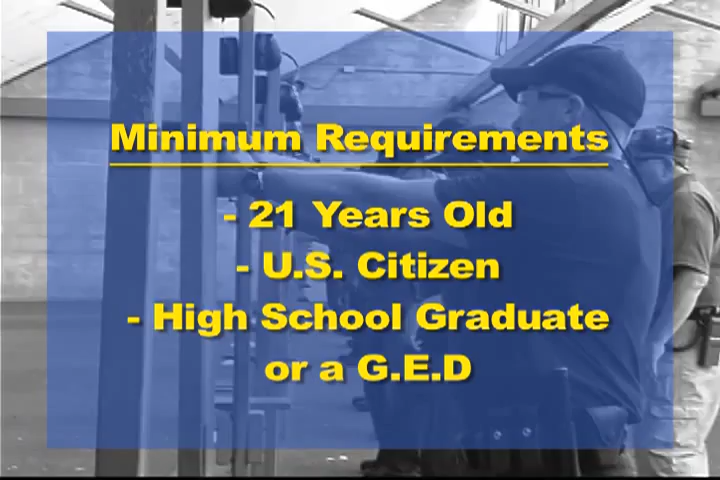 Minimum Requirements
- 21 Years Old
- U.S. Citizen
- High School Graduate
or a G.E.D